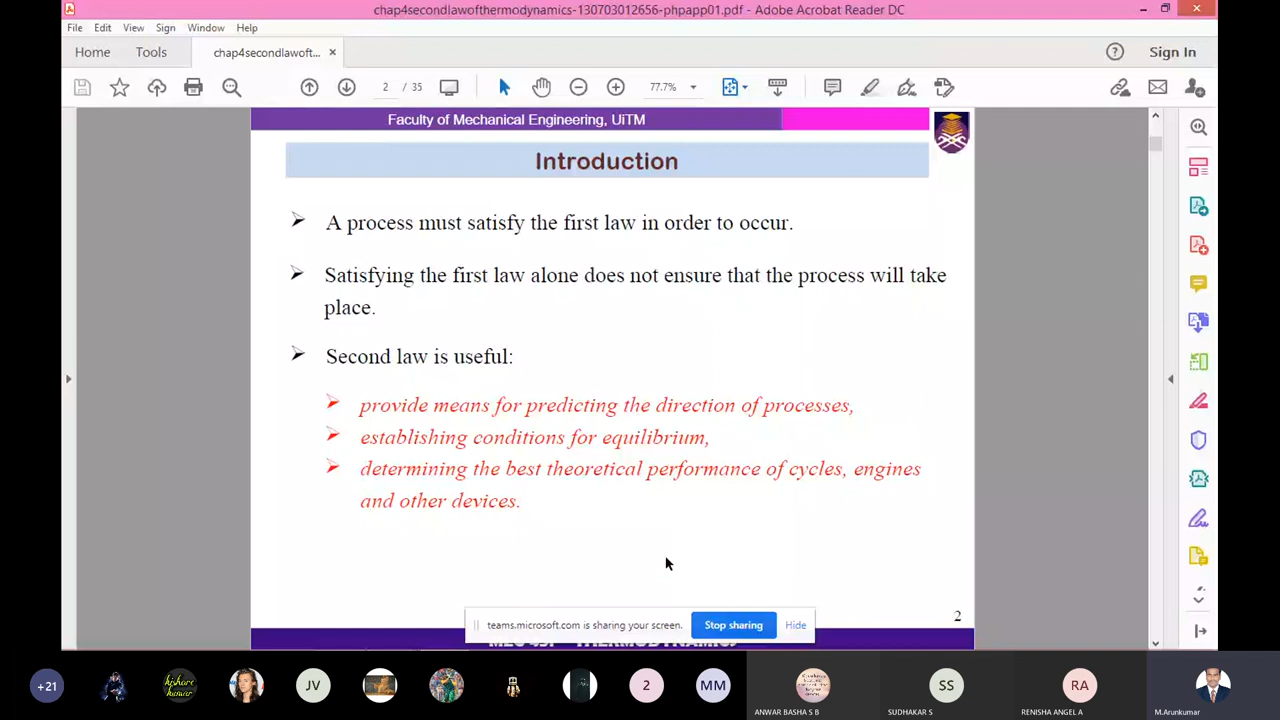 chap4secondlawofthermodynamics-130703012656-phpapp01.pdf - Adobe Acrobat Reader DC
File Edit View Sign Window Help
Home Tools chap4secondlawoft... × Sign In
2 / 35 77.7%
Faculty of Mechanical Engineering, UiTM
Introduction
A process must satisfy the first law in order to occur.
Satisfying the first law alone does not ensure that the process will take
place.
Second law is useful:
provide means for predicting the direction of processes,
establishing conditions for equilibrium,
determining the best theoretical performance of cycles, engines
and other devices.
2
teams.microsoft.com is sharing your screen. Stop sharing Hide
THERMODYNAMICS
+21 JV 2 MM SS RA
ANWAR BASHA S B SUDHAKAR S RENISHA ANGEL A M.Arunkumar